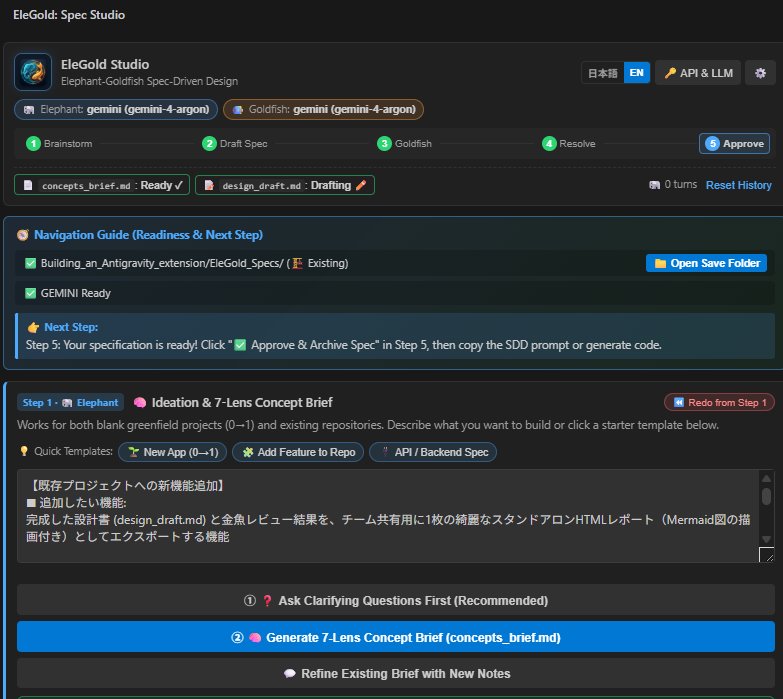 EleGold: Spec Studio
EleGold Studio
Elephant-Goldfish Spec-Driven Design
日本語 EN 🔑 API & LLM ⚙
🐘 Elephant: gemini (gemini-4-argon) 🐠 Goldfish: gemini (gemini-4-argon)
1 Brainstorm 2 Draft Spec 3 Goldfish 4 Resolve 5 Approve
📄 concepts_brief.md : Ready ✓ 📝 design_draft.md : Drafting ✏️ 🐘 0 turns Reset History
🧭 Navigation Guide (Readiness & Next Step)
✅ Building_an_Antigravity_extension/EleGold_Specs/ (🏗️ Existing) 📁 Open Save Folder
✅ GEMINI Ready
👉 Next Step:
Step 5: Your specification is ready! Click "✅ Approve & Archive Spec" in Step 5, then copy the SDD prompt or generate code.
Step 1 · 🐘 Elephant 🧠 Ideation & 7-Lens Concept Brief ⏪ Redo from Step 1
Works for both blank greenfield projects (0→1) and existing repositories. Describe what you want to build or click a starter template below.
💡 Quick Templates: 🌱 New App (0→1) 🧩 Add Feature to Repo 🔌 API / Backend Spec
【既存プロジェクトへの新機能追加】
■ 追加したい機能:
完成した設計書 (design_draft.md) と金魚レビュー結果を、チーム共有用に1枚の綺麗なスタンドアロンHTMLレポート（Mermaid図の描
画付き）としてエクスポートする機能
① ❓ Ask Clarifying Questions First (Recommended)
② 🧠 Generate 7-Lens Concept Brief (concepts_brief.md)
💬 Refine Existing Brief with New Notes